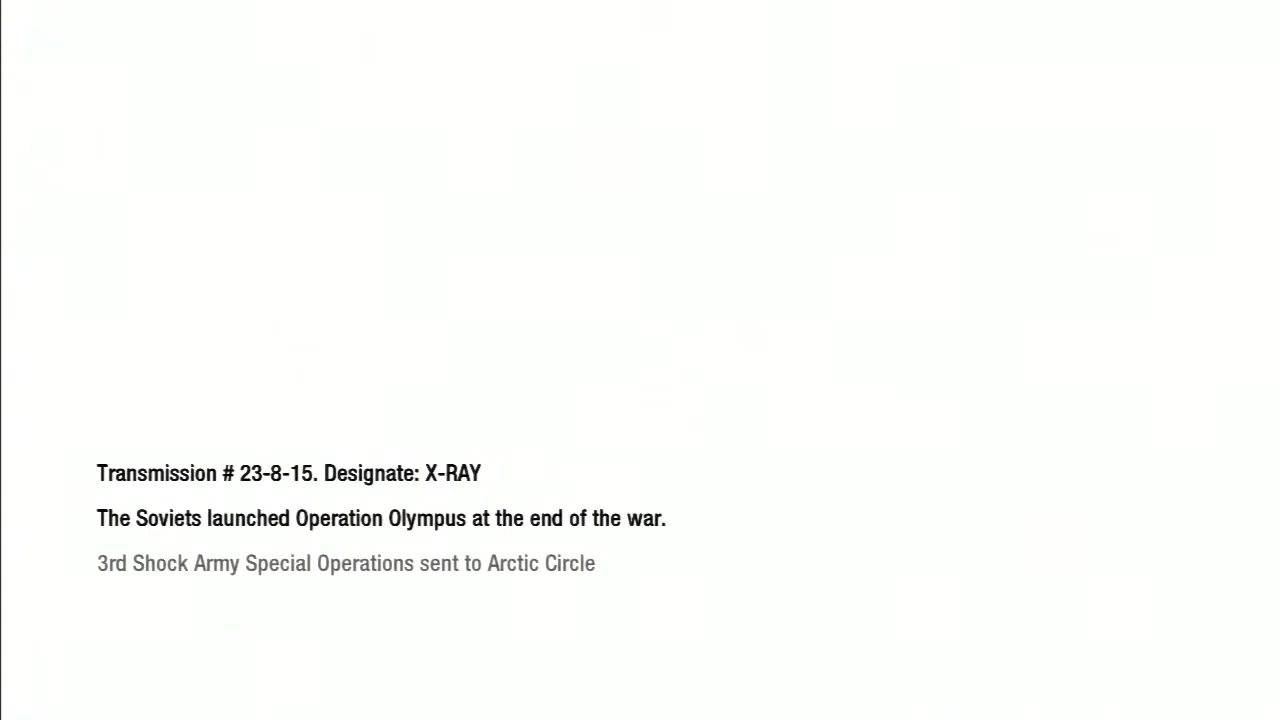 Transmission # 23-8-15. Designate: X-RAY
The Soviets launched Operation Olympus at the end of the war.
3rd Shock Army Special Operations sent to Arctic Circle